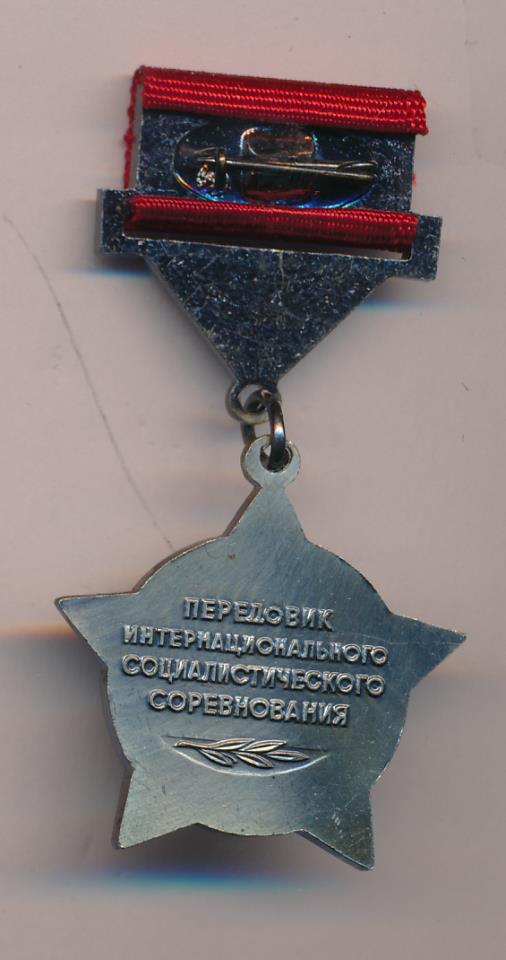 ПЕРЕДОВИК
ИНТЕРНАЦИОНАЛЬНОГО
СОЦИАЛИСТИЧЕСКОГО
СОРЕВНОВАНИЯ